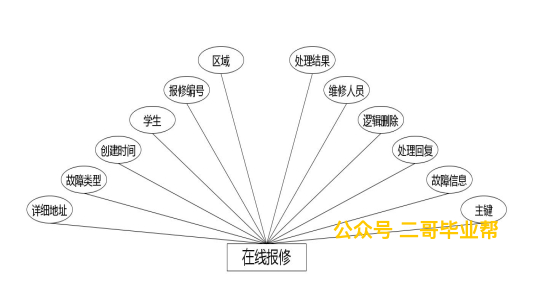 区域
处理结果
报修编号
维修人员
学生
逻辑删除
创建时间
处理回复
故障类型
故障信息
详细地址
主键
公众号 二哥毕业帮
在线报修